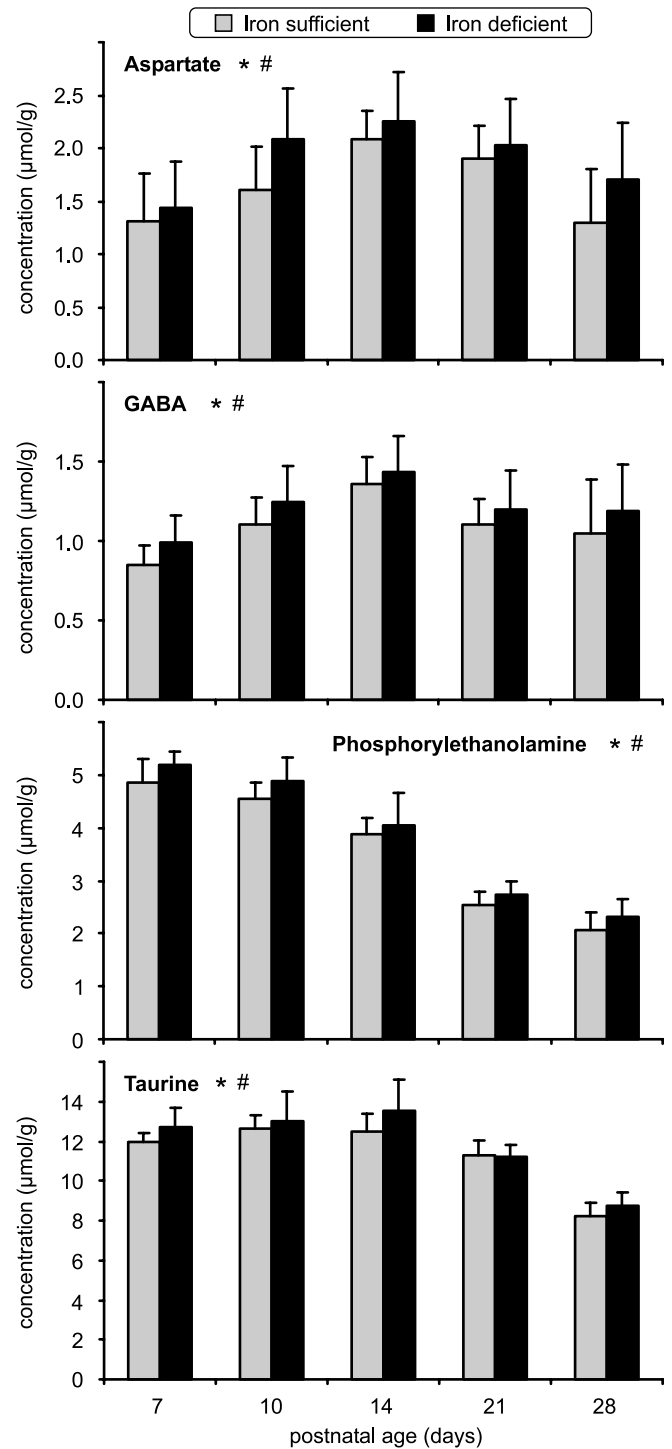 Iron sufficient Iron deficient
Aspartate * #
concentration (µmol/g)
2.5
2.0
1.5
1.0
0.5
0.0
GABA * #
concentration (µmol/g)
1.5
1.0
0.5
0.0
Phosphorylethanolamine * #
concentration (µmol/g)
5
4
3
2
1
0
Taurine * #
concentration (µmol/g)
14
12
10
8
6
4
2
0
7 10 14 21 28
postnatal age (days)